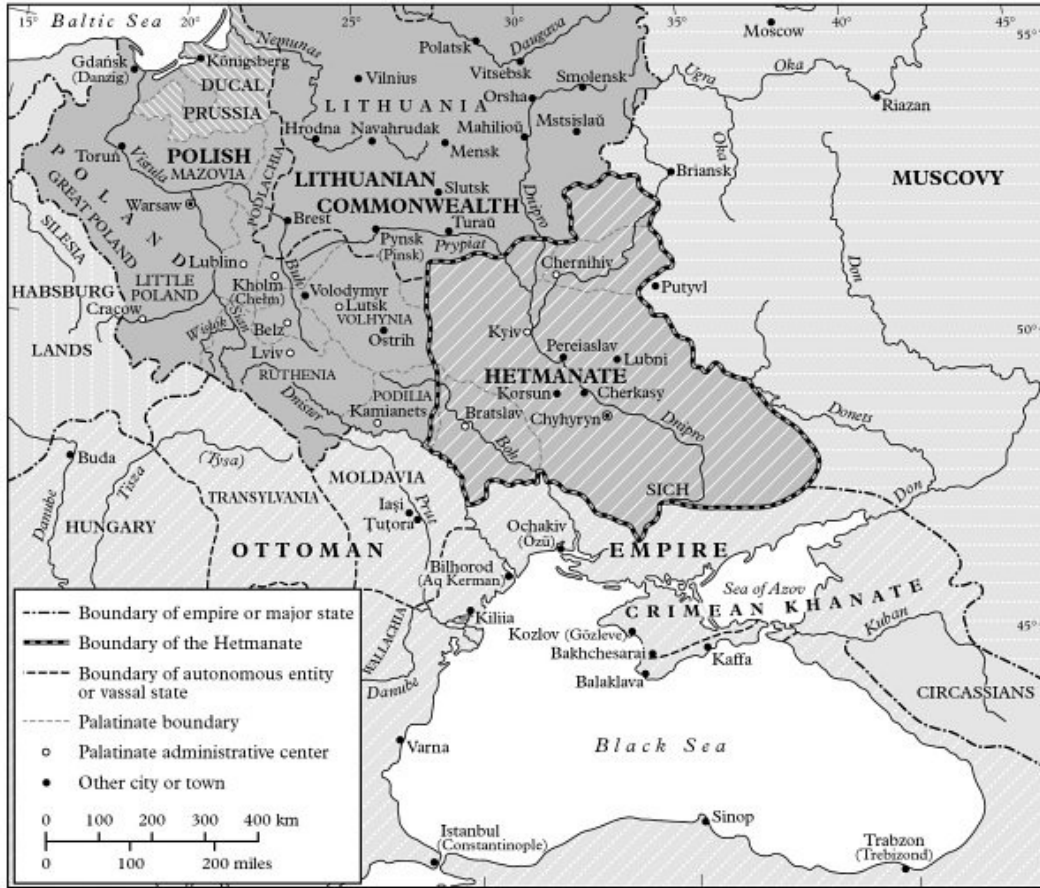 15°
Baltic Sea
20°
25°
30°
35°
40°
45°
55°
Moscow
Nemunas
Polatsk
Daugava
Gdańsk
(Danzig)
Königsberg
Vilnius
Vitsebsk
Smolensk
Ugra
Oka
DUCAL
PRUSSIA
LITHUANIA
Orsha
Riazan
Hrodna
Navahrudak
Mahilioŭ
Mstsislaŭ
Oka
Toruń
Vistula
POLISH
MAZOVIA
Mensk
Briansk
POLAND
PODLACHIA
LITHUANIAN
Slutsk
MUSCOVY
GREAT POLAND
Warsaw
COMMONWEALTH
Dnipro
Brest
Turaŭ
SILESIA
Pynsk
(Pinsk)
Prypiat
Lublin
Chernihiv
Don
LITTLE
POLAND
Kholm
(Chełm)
Buh
Volodymyr
Putyvl
HABSBURG
Cracow
Sian
Lutsk
VOLHYNIA
Wisłok
Belz
Ostrih
Kyiv
50°
LANDS
Lviv
Pereiaslav
Lubni
RUTHENIA
HETMANATE
Dnister
PODILIA
Korsun
Cherkasy
Kamianets
Bratslav
Chyhyryn
Dnipro
Donets
Buda
(Tysa)
Boh
Tisza
MOLDAVIA
TRANSYLVANIA
SICH
Don
Danube
HUNGARY
Iaşi
Ţuţora
Prut
Ochakiv
(Özü)
OTTOMAN
EMPIRE
Bilhorod
(Aq Kerman)
Sea of Azov
CRIMEAN KHANATE
Kiliia
Kuban
45°
WALLACHIA
Kozlov (Gözleve)
Bakhchesarai
Kaffa
Danube
Balaklava
CIRCASSIANS
Varna
Black Sea
Sinop
Istanbul
(Constantinople)
Trabzon
(Trebizond)
Boundary of empire or major state
Boundary of the Hetmanate
Boundary of autonomous entity
or vassal state
Palatinate boundary
Palatinate administrative center
Other city or town
0 100 200 300 400 km
0 100 200 miles